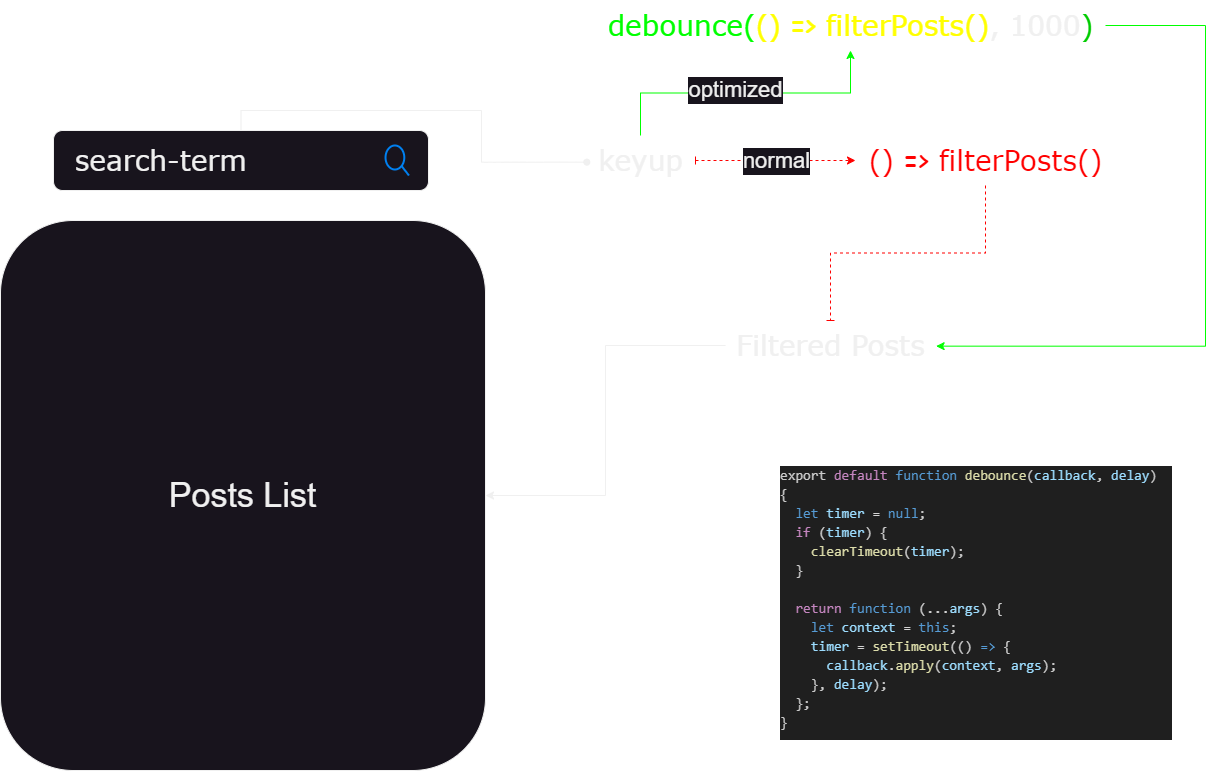 debounce(() => filterPosts(), 1000)
optimized
search-term
keyup
normal
() => filterPosts()
Filtered Posts
Posts List
export default function debounce(callback, delay)
{
  let timer = null;
  if (timer) {
    clearTimeout(timer);
  }

  return function (...args) {
    let context = this;
    timer = setTimeout(() => {
      callback.apply(context, args);
    }, delay);
  };
}